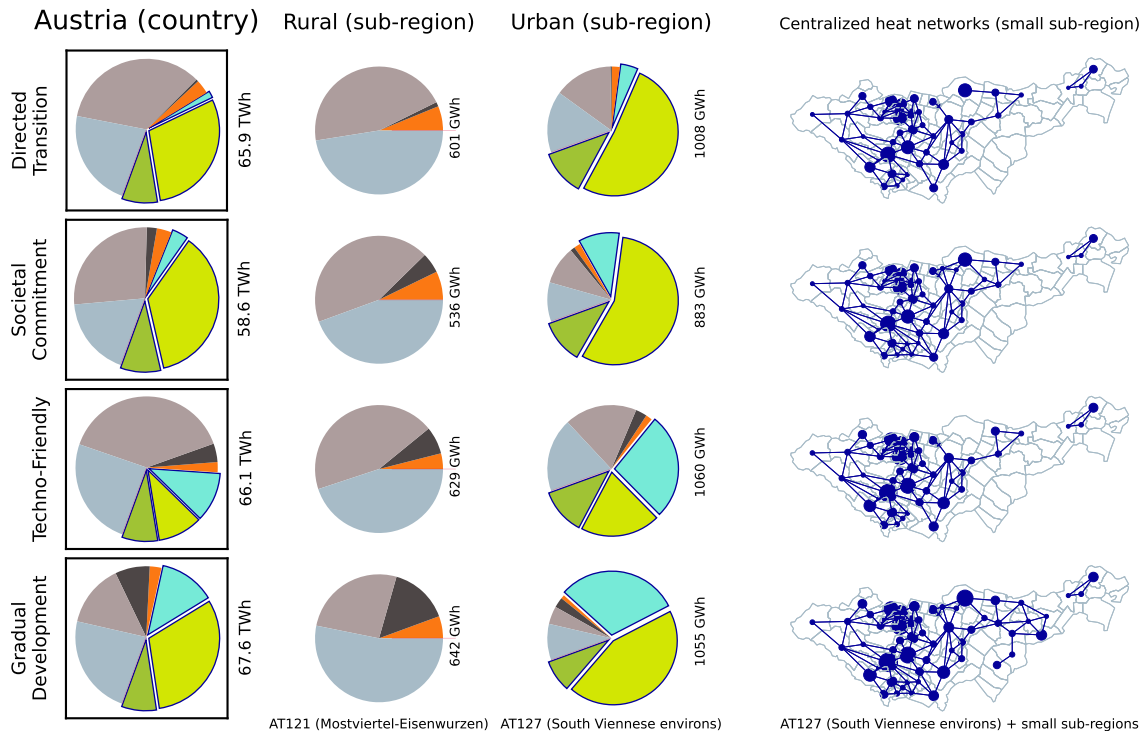 Austria (country)
Rural (sub-region)
Urban (sub-region)
Centralized heat networks (small sub-region)
Directed
Transition
65.9 TWh
601 GWh
1008 GWh
Societal
Commitment
58.6 TWh
536 GWh
883 GWh
Techno-Friendly
66.1 TWh
629 GWh
1060 GWh
Gradual
Development
67.6 TWh
642 GWh
1055 GWh
AT121 (Mostviertel-Eisenwurzen)
AT127 (South Viennese environs)
AT127 (South Viennese environs) + small sub-regions